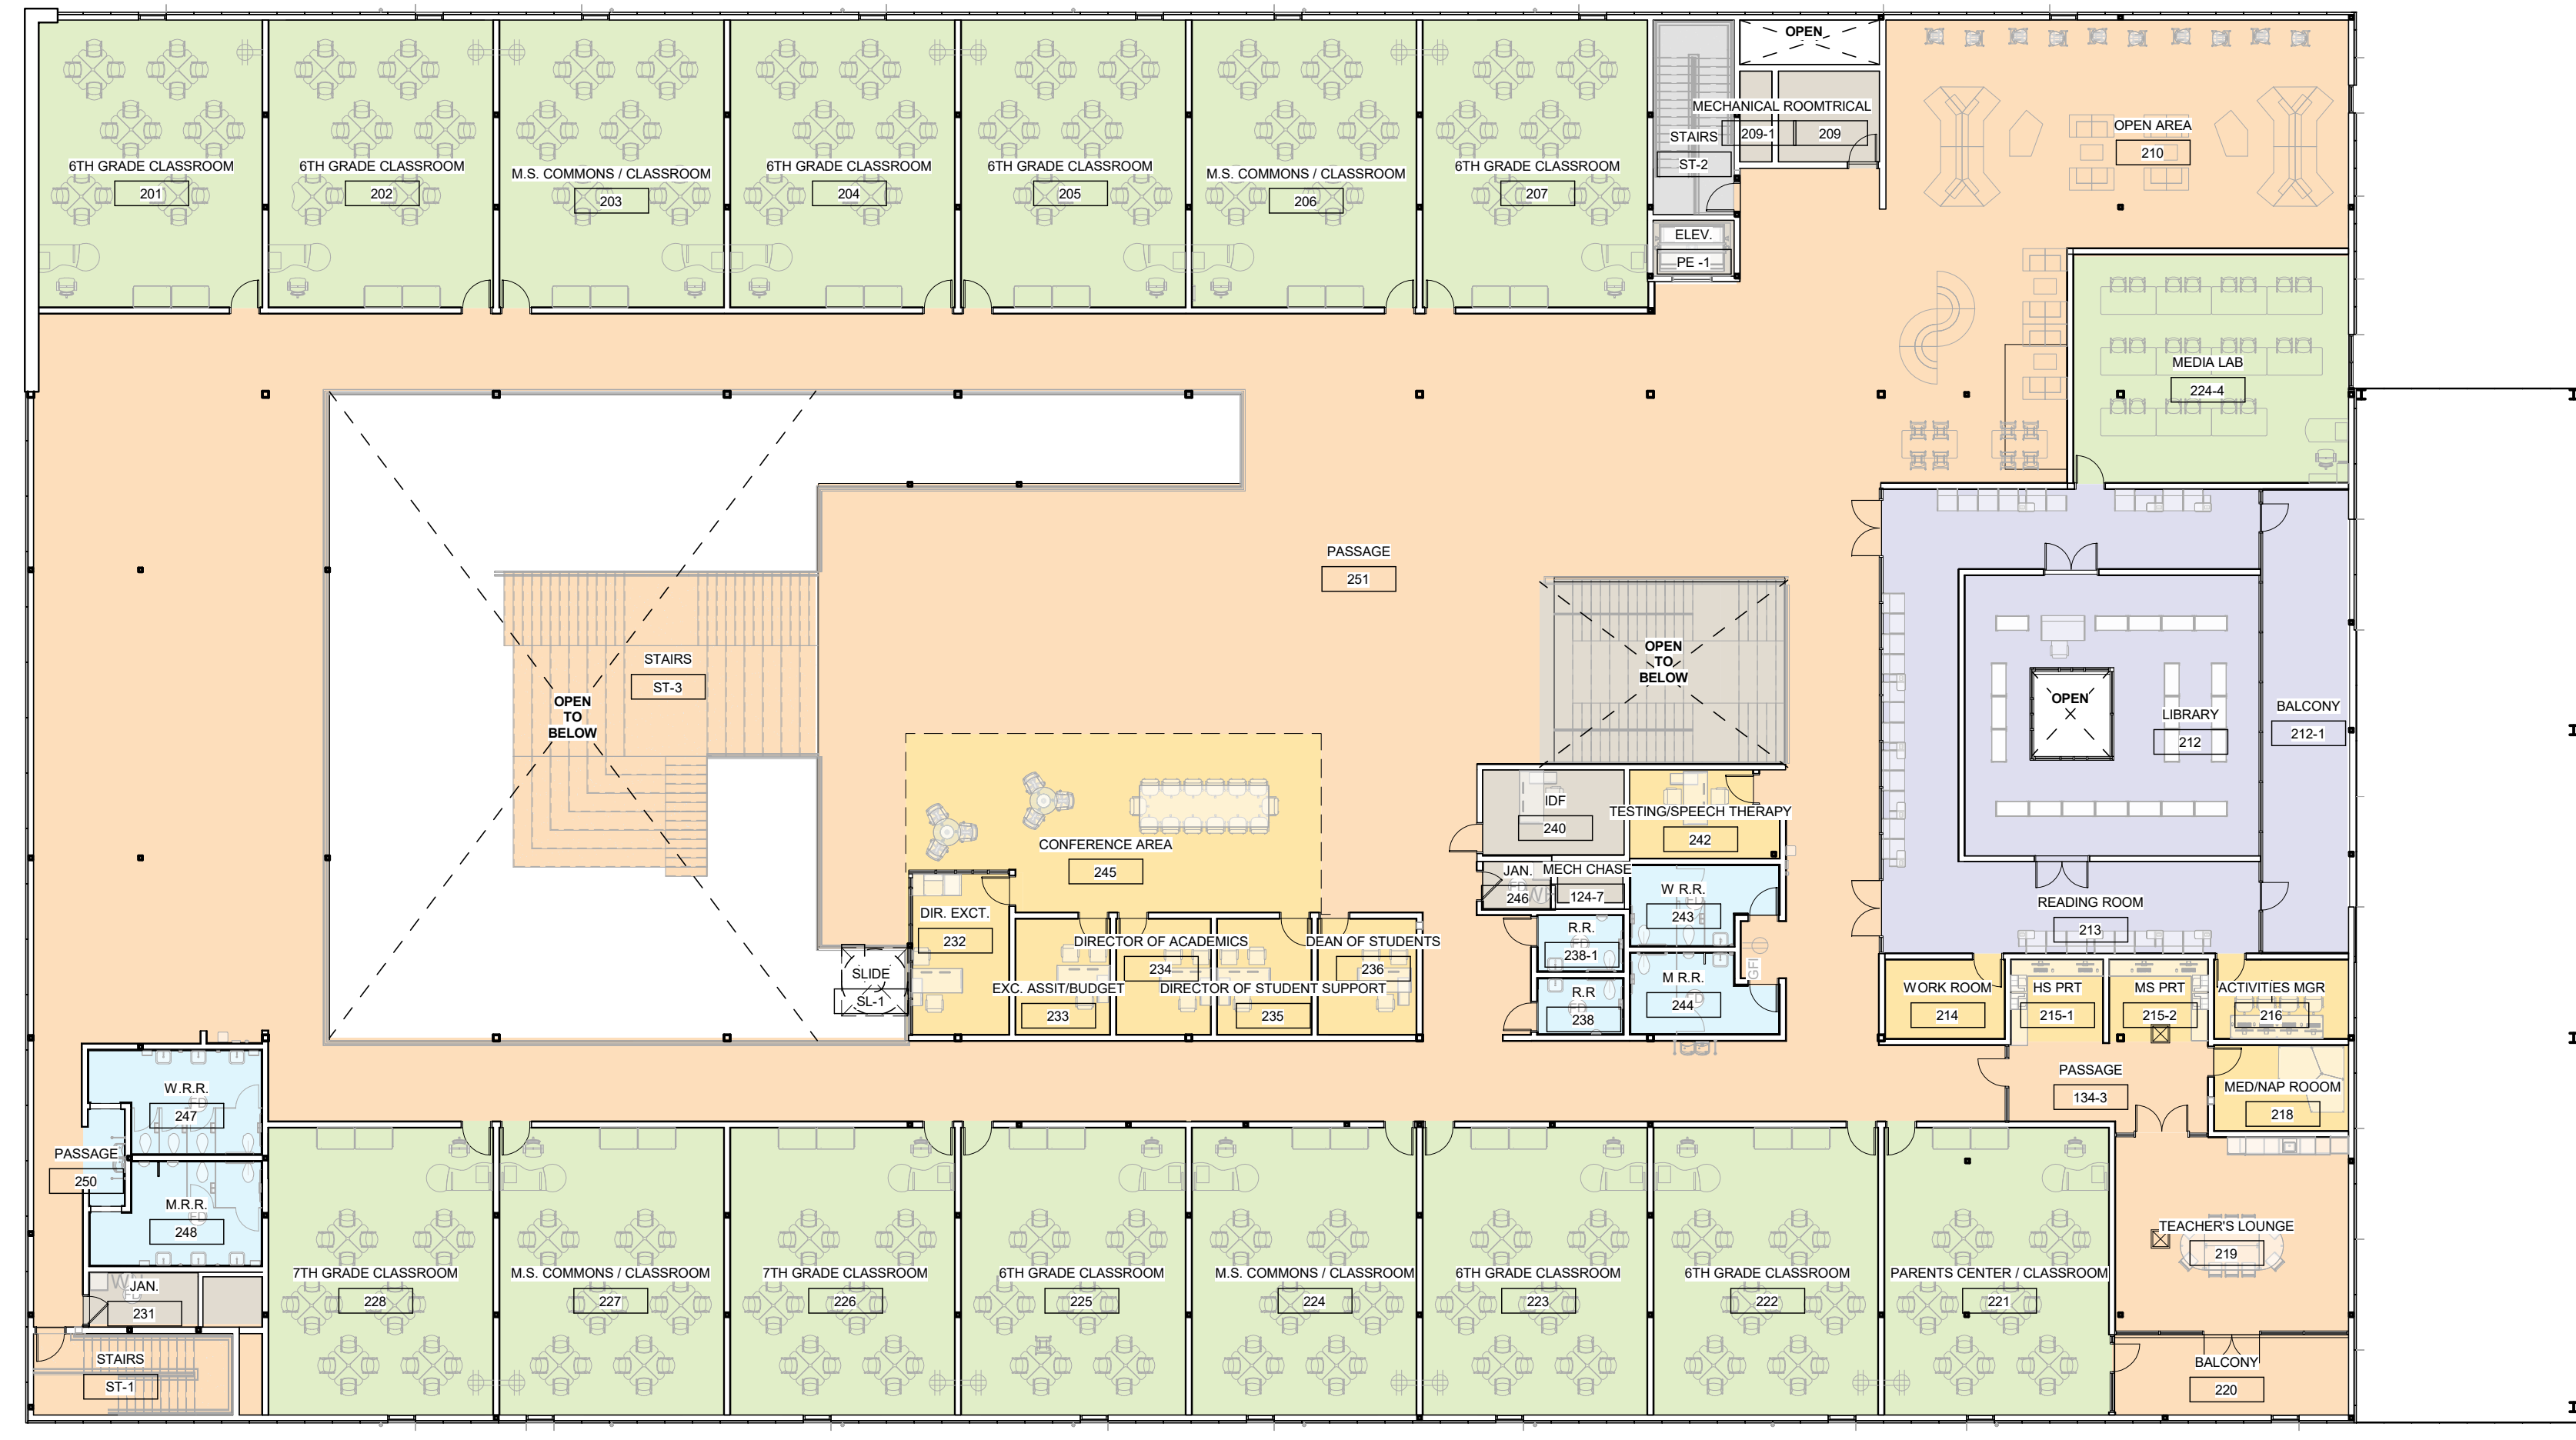 OPEN
6TH GRADE CLASSROOM
201
6TH GRADE CLASSROOM
202
M.S. COMMONS / CLASSROOM
203
6TH GRADE CLASSROOM
204
6TH GRADE CLASSROOM
205
M.S. COMMONS / CLASSROOM
206
6TH GRADE CLASSROOM
207
MECHANICAL ROOMTRICAL
209-1
209
STAIRS
ST-2
ELEV.
PE -1
OPEN AREA
210
MEDIA LAB
224-4
PASSAGE
251
STAIRS
ST-3
OPEN
TO
BELOW
OPEN
TO
BELOW
OPEN
LIBRARY
212
BALCONY
212-1
CONFERENCE AREA
245
IDF
240
TESTING/SPEECH THERAPY
242
JAN.
246
MECH CHASE
124-7
W R.R.
243
R.R.
238-1
R.R
238
M R.R.
244
GFI
READING ROOM
213
DIR. EXCT.
232
DIRECTOR OF ACADEMICS
234
DEAN OF STUDENTS
236
EXC. ASSIT/BUDGET
233
DIRECTOR OF STUDENT SUPPORT
235
SLIDE
SL-1
WORK ROOM
214
HS PRT
215-1
MS PRT
215-2
ACTIVITIES MGR
216
PASSAGE
134-3
MED/NAP ROOOM
218
W.R.R.
247
PASSAGE
250
M.R.R.
248
JAN.
231
STAIRS
ST-1
7TH GRADE CLASSROOM
228
M.S. COMMONS / CLASSROOM
227
7TH GRADE CLASSROOM
226
6TH GRADE CLASSROOM
225
M.S. COMMONS / CLASSROOM
224
6TH GRADE CLASSROOM
223
6TH GRADE CLASSROOM
222
PARENTS CENTER / CLASSROOM
221
TEACHER'S LOUNGE
219
BALCONY
220